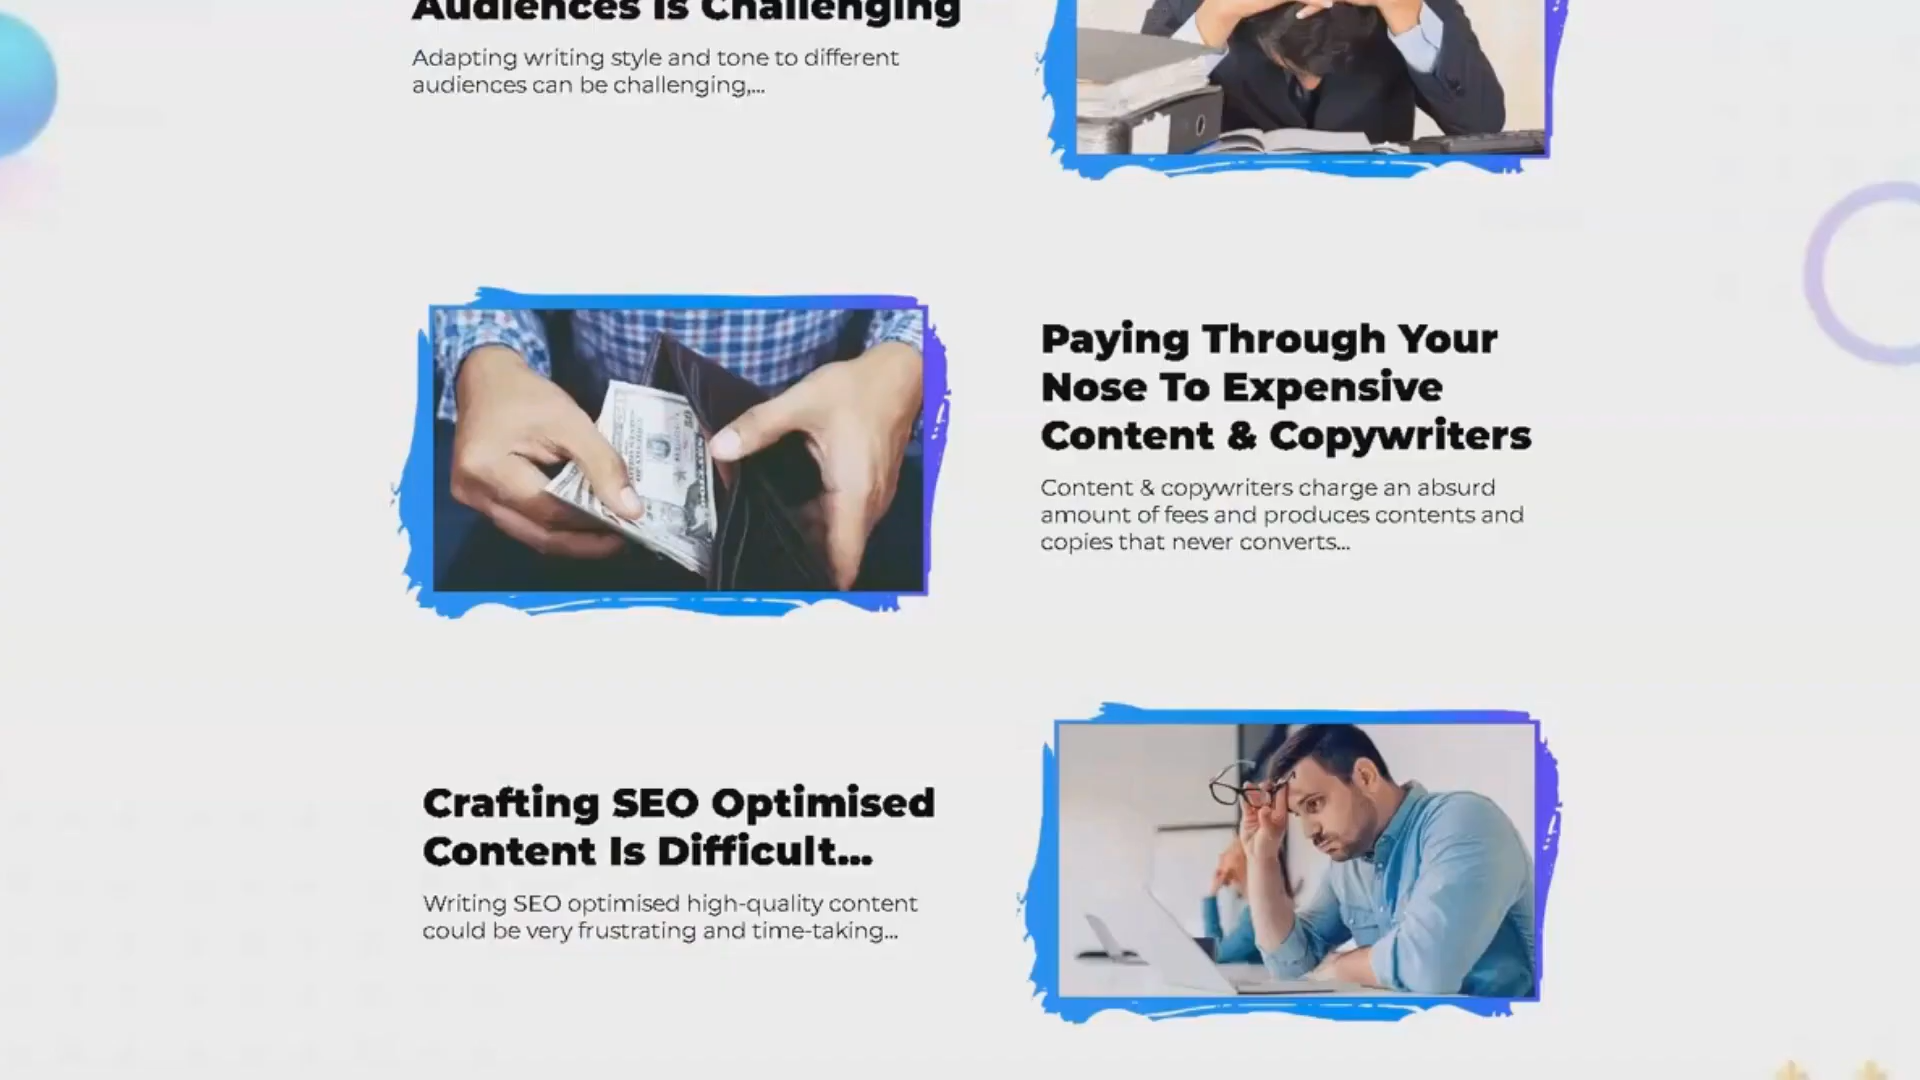 Audiences Is Challenging
Adapting writing style and tone to different
audiences can be challenging,...
Paying Through Your
Nose To Expensive
Content & Copywriters
Content & copywriters charge an absurd
amount of fees and produces contents and
copies that never converts...
Crafting SEO Optimised
Content Is Difficult...
Writing SEO optimised high-quality content
could be very frustrating and time-taking...